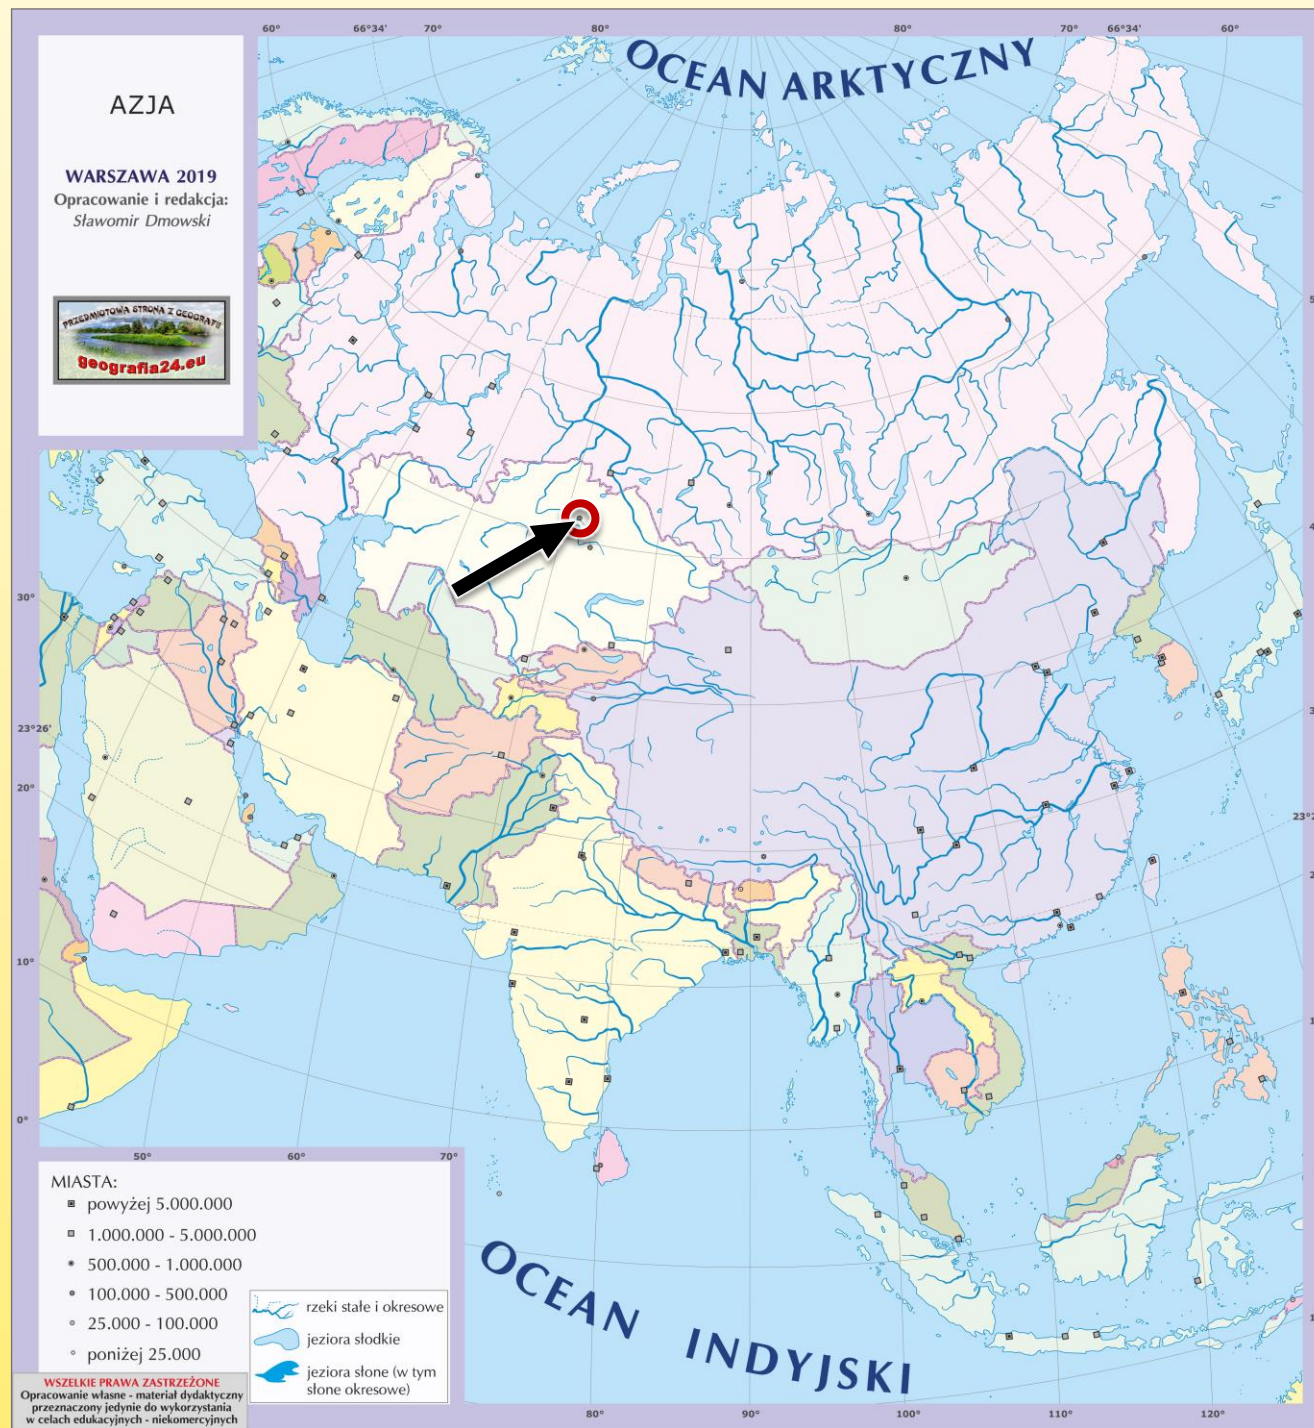 60°
66°34'
70°
80°
80°
70°
66°34'
60°
OCEAN ARKTYCZNY
AZJA
WARSZAWA 2019
Opracowanie i redakcja:
Sławomir Dmowski
PRZEDMIOTOWA STRONA Z GEOGRAFII
geografia24.eu
30°
23°26'
20°
10°
0°
50°
60°
70°
MIASTA:
powyżej 5.000.000
1.000.000 - 5.000.000
500.000 - 1.000.000
100.000 - 500.000
25.000 - 100.000
poniżej 25.000
rzeki stałe i okresowe
jeziora słodkie
jeziora słone (w tym
słone okresowe)
OCEAN INDYJSKI
WSZELKIE PRAWA ZASTRZEŻONE
Opracowanie własne - materiał dydaktyczny
przeznaczony jedynie do wykorzystania
w celach edukacyjnych - niekomercyjnych
80°
90°
100°
110°
120°